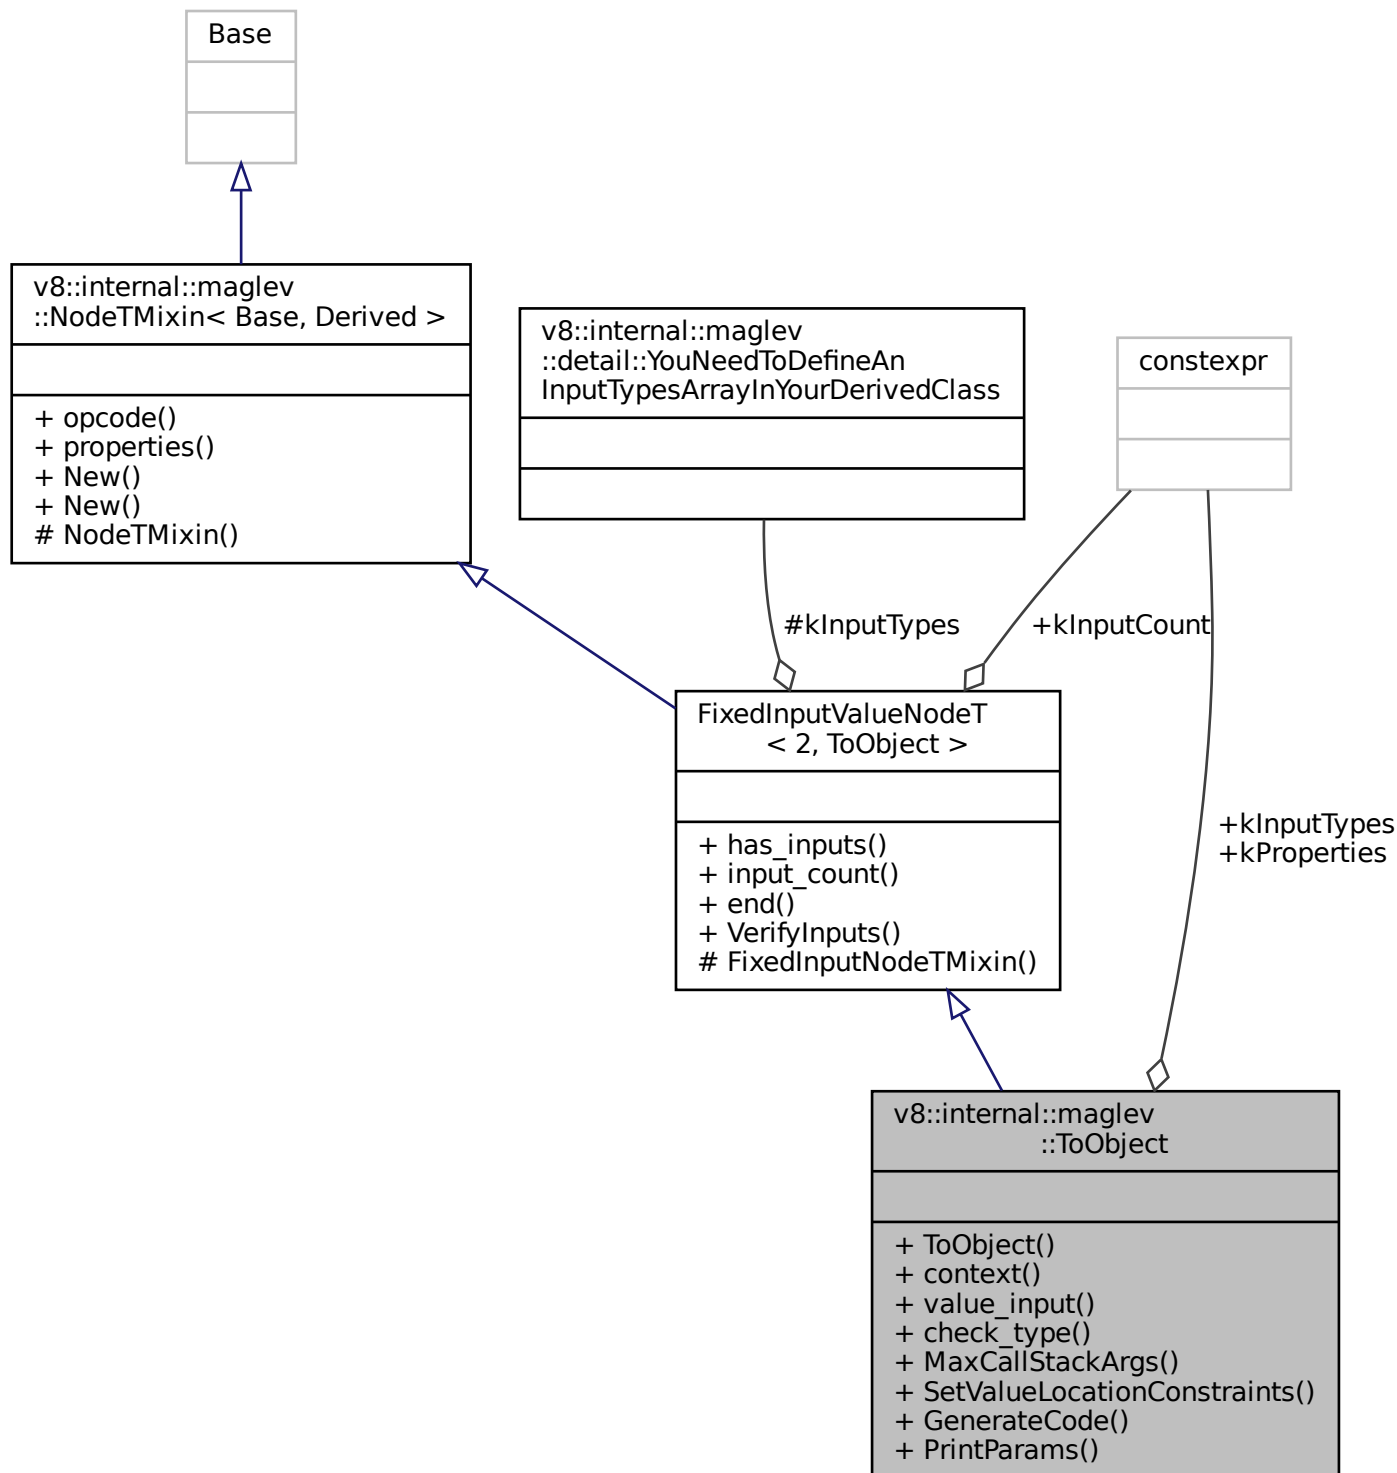 Base
v8::internal::maglev
::NodeTMixin< Base, Derived >
+ opcode()
+ properties()
+ New()
+ New()
# NodeTMixin()
v8::internal::maglev
::detail::YouNeedToDefineAn
InputTypesArrayInYourDerivedClass
constexpr
#kInputTypes
+kInputCount
FixedInputValueNodeT
< 2, ToObject >
+ has_inputs()
+ input_count()
+ end()
+ VerifyInputs()
# FixedInputNodeTMixin()
+kInputTypes
+kProperties
v8::internal::maglev
::ToObject
+ ToObject()
+ context()
+ value_input()
+ check_type()
+ MaxCallStackArgs()
+ SetValueLocationConstraints()
+ GenerateCode()
+ PrintParams()